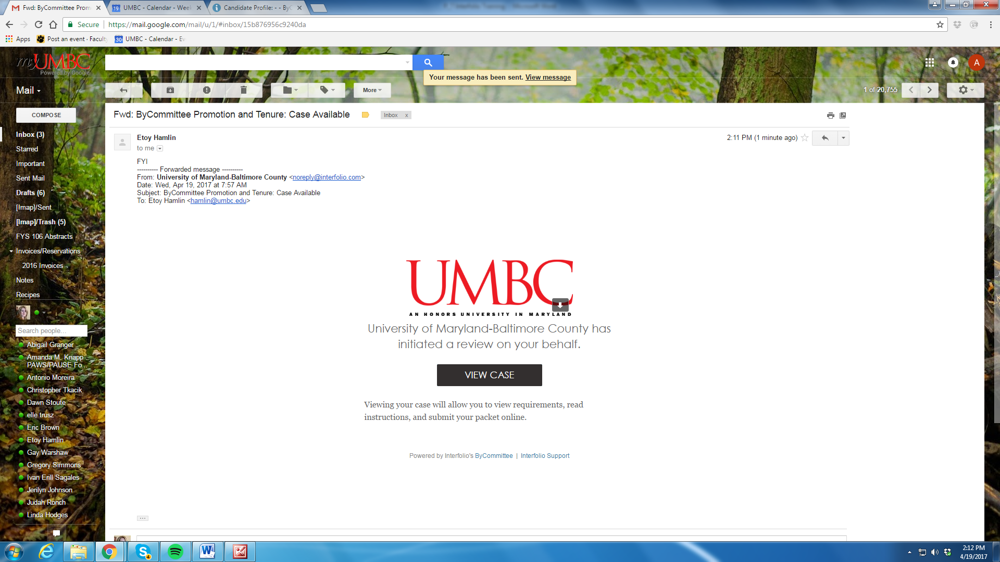 Fwd: ByCommittee Prom
UMBC - Calendar - Week
Candidate Profile: - - ByC
Secure
https://mail.google.com/mail/u/1/#inbox/15b876956c9240da
Apps
Post an event · Faculty
UMBC - Calendar - Ev
myUMBC
Powered by Google
Your message has been sent. View message
A
Mail
More
1 of 20,755
COMPOSE
Fwd: ByCommittee Promotion and Tenure: Case Available
Inbox x
Inbox (3)
Starred
Important
Sent Mail
Drafts (6)
[Imap]/Sent
[Imap]/Trash (5)
FYS 106 Abstracts
Invoices/Reservations
2016 Invoices
Notes
Recipes
Search people...
Abigail Granger
Amanda M. Knapp
PAWS/PAUSE Fo...
Antonio Moreira
Christopher Tkacik
Dawn Stoute
elle trusz
Eric Brown
Etoy Hamlin
Gay Warshaw
Gregory Simmons
Ivan Erill Sagales
Jerilyn Johnson
Judah Ronch
Linda Hodges
Etoy Hamlin
2:11 PM (1 minute ago)
to me
FYI
---------- Forwarded message ----------
From: University of Maryland-Baltimore County <noreply@interfolio.com>
Date: Wed, Apr 19, 2017 at 7:57 AM
Subject: ByCommittee Promotion and Tenure: Case Available
To: Etoy Hamlin <hamlin@umbc.edu>
UMBC
AN HONORS UNIVERSITY IN MARYLAND
University of Maryland-Baltimore County has
initiated a review on your behalf.
VIEW CASE
Viewing your case will allow you to view requirements, read
instructions, and submit your packet online.
Powered by Interfolio's ByCommittee | Interfolio Support
2:12 PM
4/19/2017